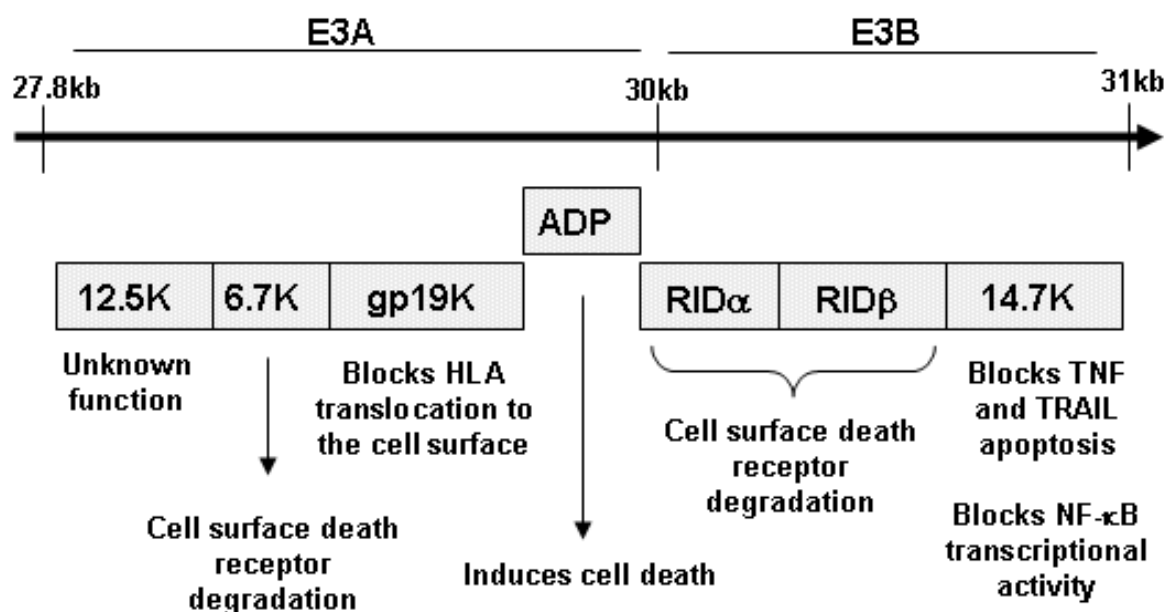 E3A
E3B
27.8kb
30kb
31kb
ADP
12.5K
6.7K
gp19K
RIDα
RIDβ
14.7K
Unknown
function
Blocks HLA
translocation to
the cell surface
Cell surface death
receptor
degradation
Induces cell death
Cell surface death
receptor
degradation
Blocks TNF
and TRAIL
apoptosis
Blocks NF-κB
transcriptional
activity